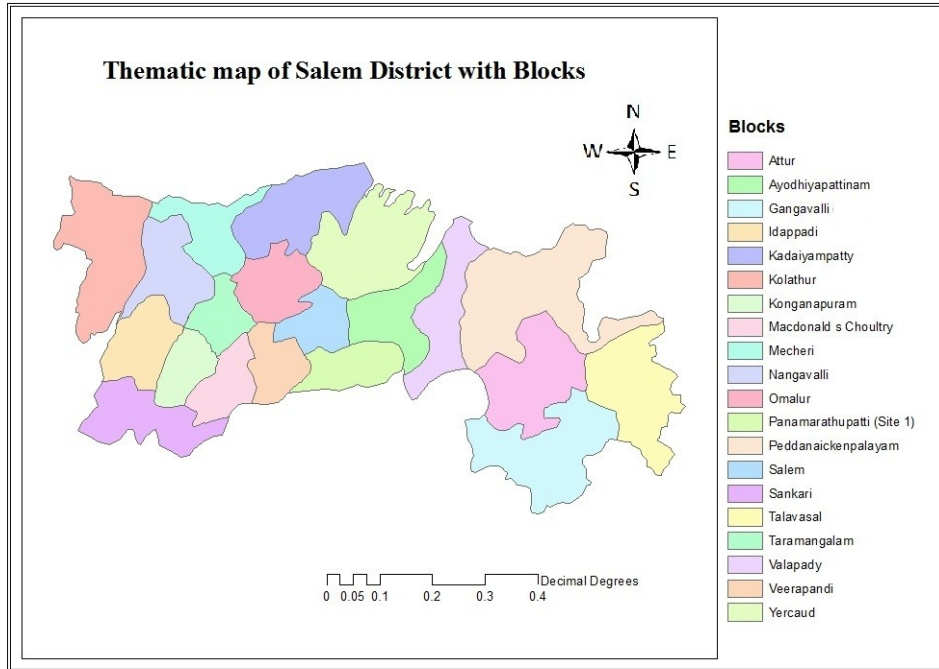 Thematic map of Salem District with Blocks
N
W E
S
Blocks
Attur
Ayodhiyapattinam
Gangavalli
Idappadi
Kadaiyampatty
Kolathur
Konganapuram
Macdonald s Choultry
Mecheri
Nangavalli
Omalur
Panamarathupatti (Site 1)
Peddanaickenpalayam
Salem
Sankari
Talavasal
Taramangalam
Valapady
Veerapandi
Yercaud
Decimal Degrees
0 0.05 0.1 0.2 0.3 0.4